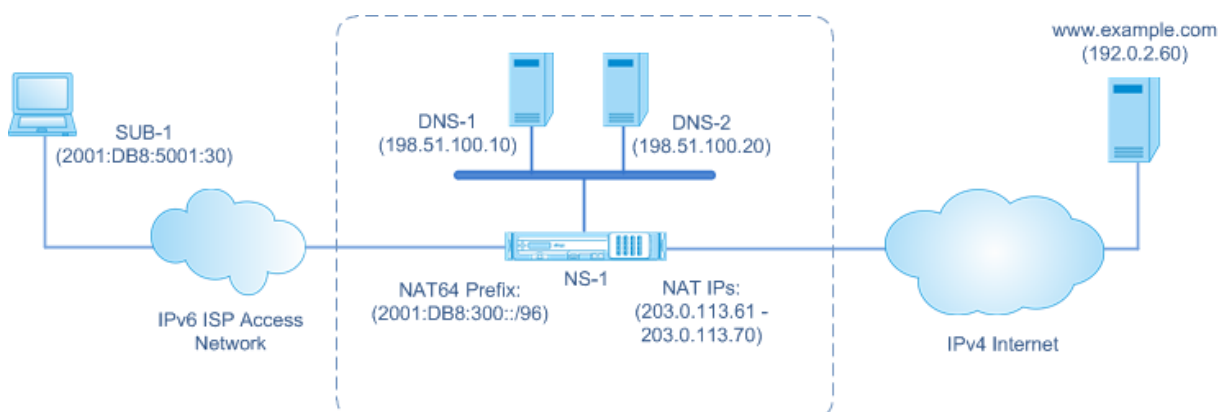 www.example.com
(192.0.2.60)
SUB-1
(2001:DB8:5001:30)
DNS-1
(198.51.100.10)
DNS-2
(198.51.100.20)
NS-1
NAT64 Prefix:
(2001:DB8:300::/96)
NAT IPs:
(203.0.113.61 -
203.0.113.70)
IPv6 ISP Access
Network
IPv4 Internet